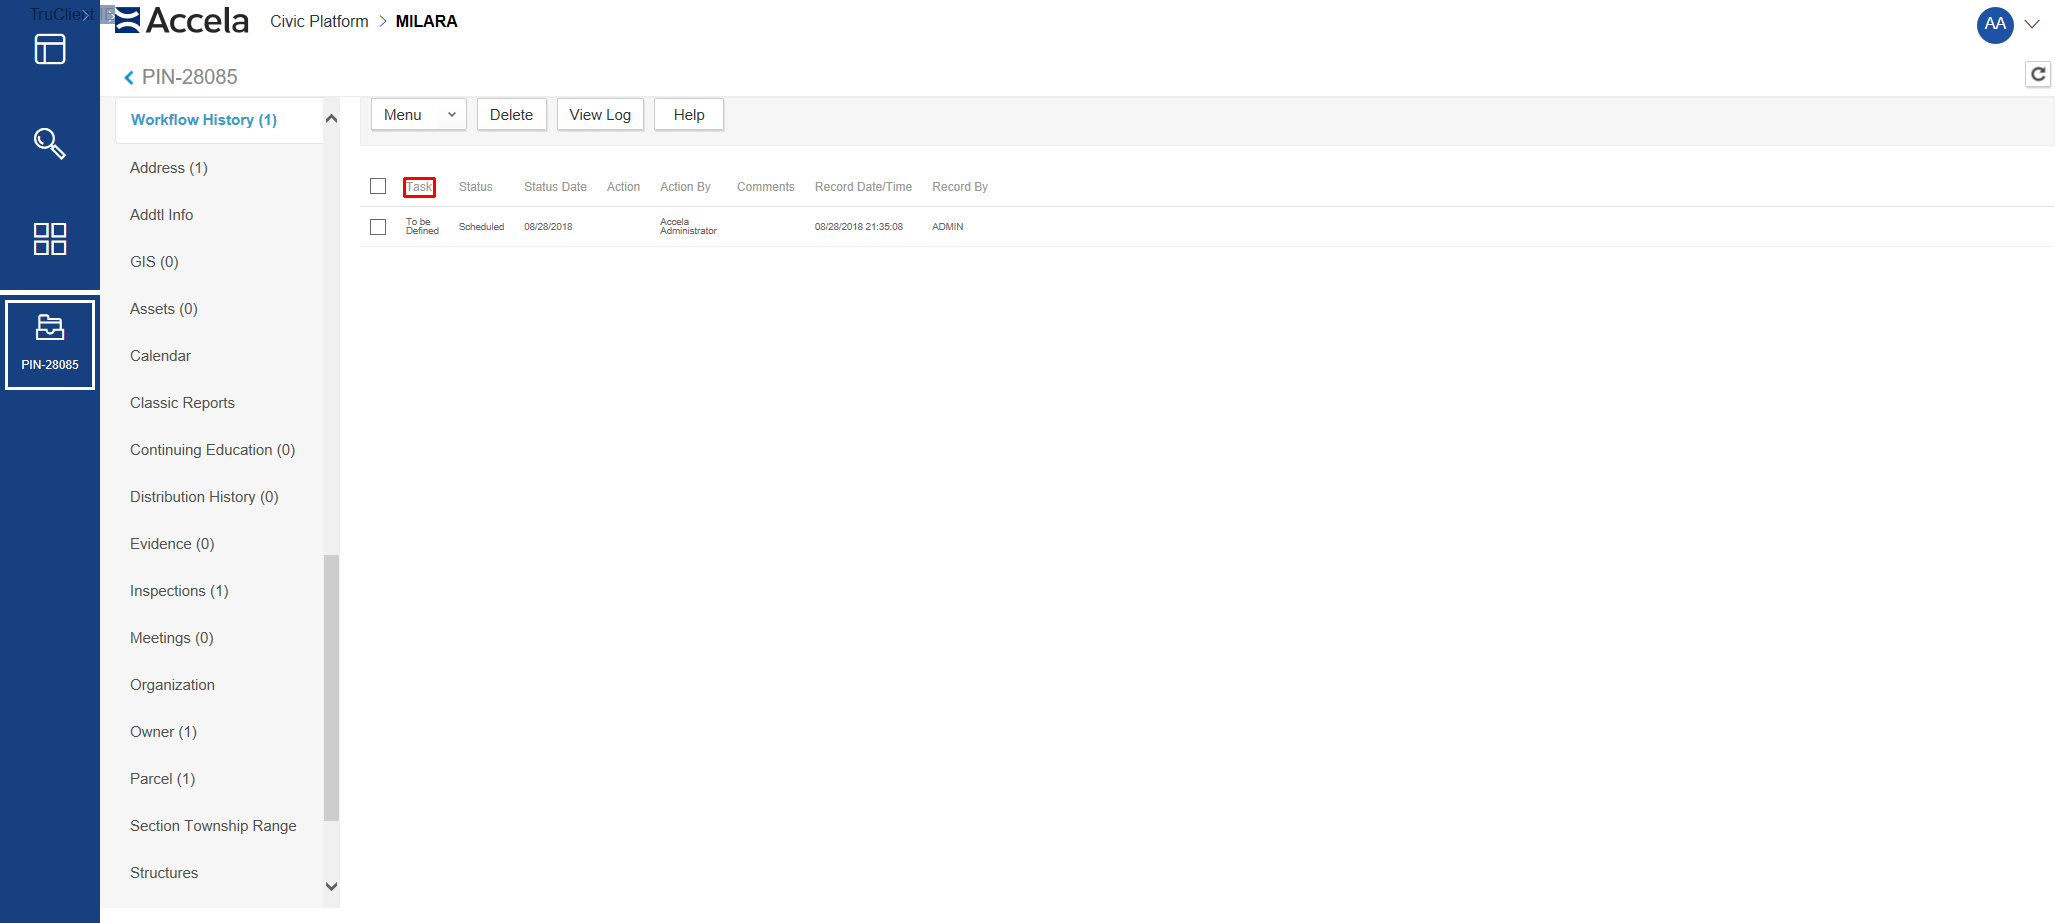 TruClient
Accela
Civic Platform > MILARA
AA
PIN-28085
Workflow History (1)
Address (1)
Addtl Info
GIS (0)
Assets (0)
Calendar
Classic Reports
Continuing Education (0)
Distribution History (0)
Evidence (0)
Inspections (1)
Meetings (0)
Organization
Owner (1)
Parcel (1)
Section Township Range
Structures
PIN-28085
Menu Delete View Log Help
Task Status Status Date Action Action By Comments Record Date/Time Record By
To be Defined Scheduled 08/28/2018 Accela Administrator 08/28/2018 21:35:08 ADMIN